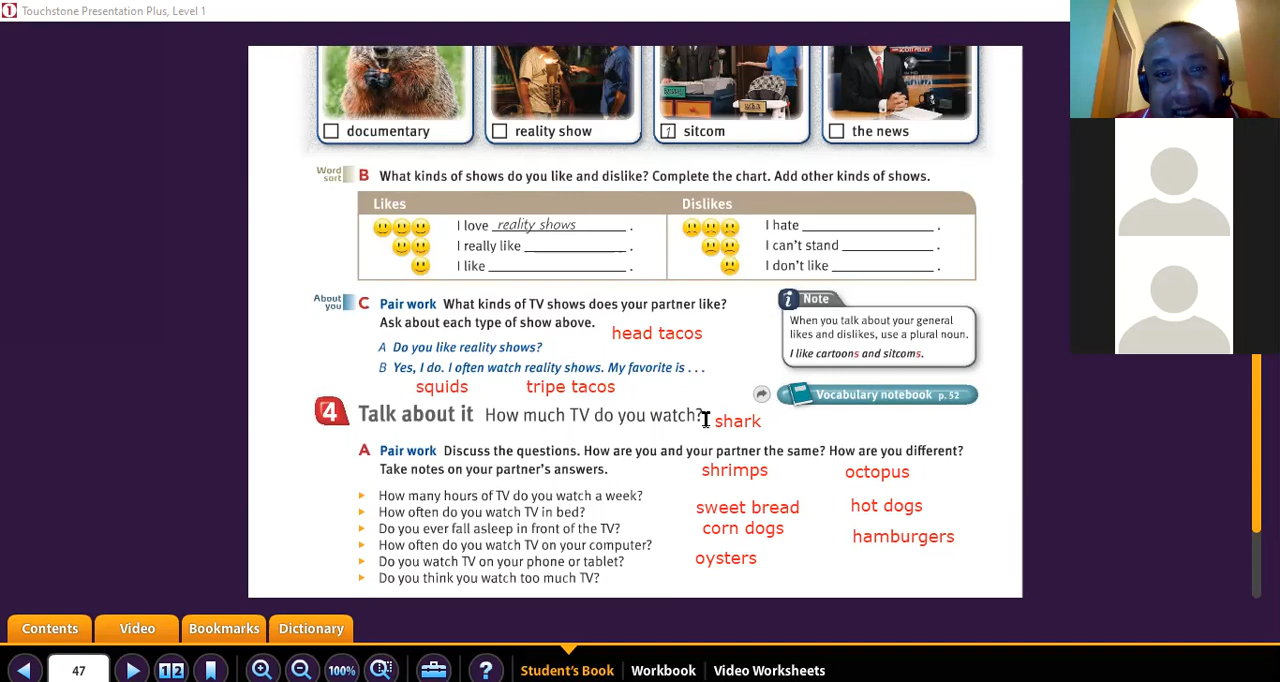 Touchstone Presentation Plus, Level 1
documentary
reality show
1 sitcom
the news
Word sort B What kinds of shows do you like and dislike? Complete the chart. Add other kinds of shows.
Likes Dislikes
I love reality shows . I hate .
I really like . I can't stand .
I like . I don't like .
About you C Pair work What kinds of TV shows does your partner like?
Ask about each type of show above.
head tacos
A Do you like reality shows?
B Yes, I do. I often watch reality shows. My favorite is . . .
i Note
When you talk about your general
likes and dislikes, use a plural noun.
I like cartoons and sitcoms.
squids tripe tacos
Vocabulary notebook p. 52
4 Talk about it How much TV do you watch?
shark
A Pair work Discuss the questions. How are you and your partner the same? How are you different?
Take notes on your partner's answers.
shrimps octopus
How many hours of TV do you watch a week?
How often do you watch TV in bed?
Do you ever fall asleep in front of the TV?
How often do you watch TV on your computer?
Do you watch TV on your phone or tablet?
Do you think you watch too much TV?
sweet bread hot dogs
corn dogs hamburgers
oysters
Contents Video Bookmarks Dictionary
47 12 100% ? Student's Book Workbook Video Worksheets